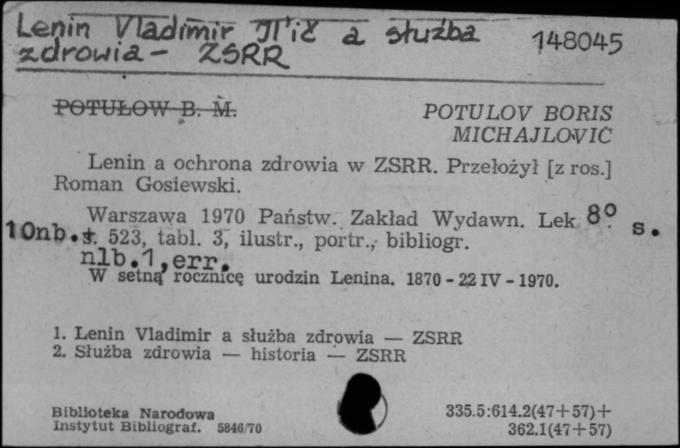 Lenin Vladimir Il'ič a służba 148045
zdrowia - ZSRR
POTUŁOW B. M. POTULOV BORIS
MICHAJLOVIČ
Lenin a ochrona zdrowia w ZSRR. Przełożył [z ros.]
Roman Gosiewski.
Warszawa 1970 Państw. Zakład Wydawn. Lek 8° s.
10nb. s. 523, tabl. 3, ilustr., portr., bibliogr.
nlb.1,err.
W setną rocznicę urodzin Lenina. 1870 - 22 IV - 1970.
1. Lenin Vladimir a służba zdrowia — ZSRR
2. Służba zdrowia — historia — ZSRR
Biblioteka Narodowa 335.5:614.2(47+57)+
Instytut Bibliograf. 5846/70 362.1(47+57)